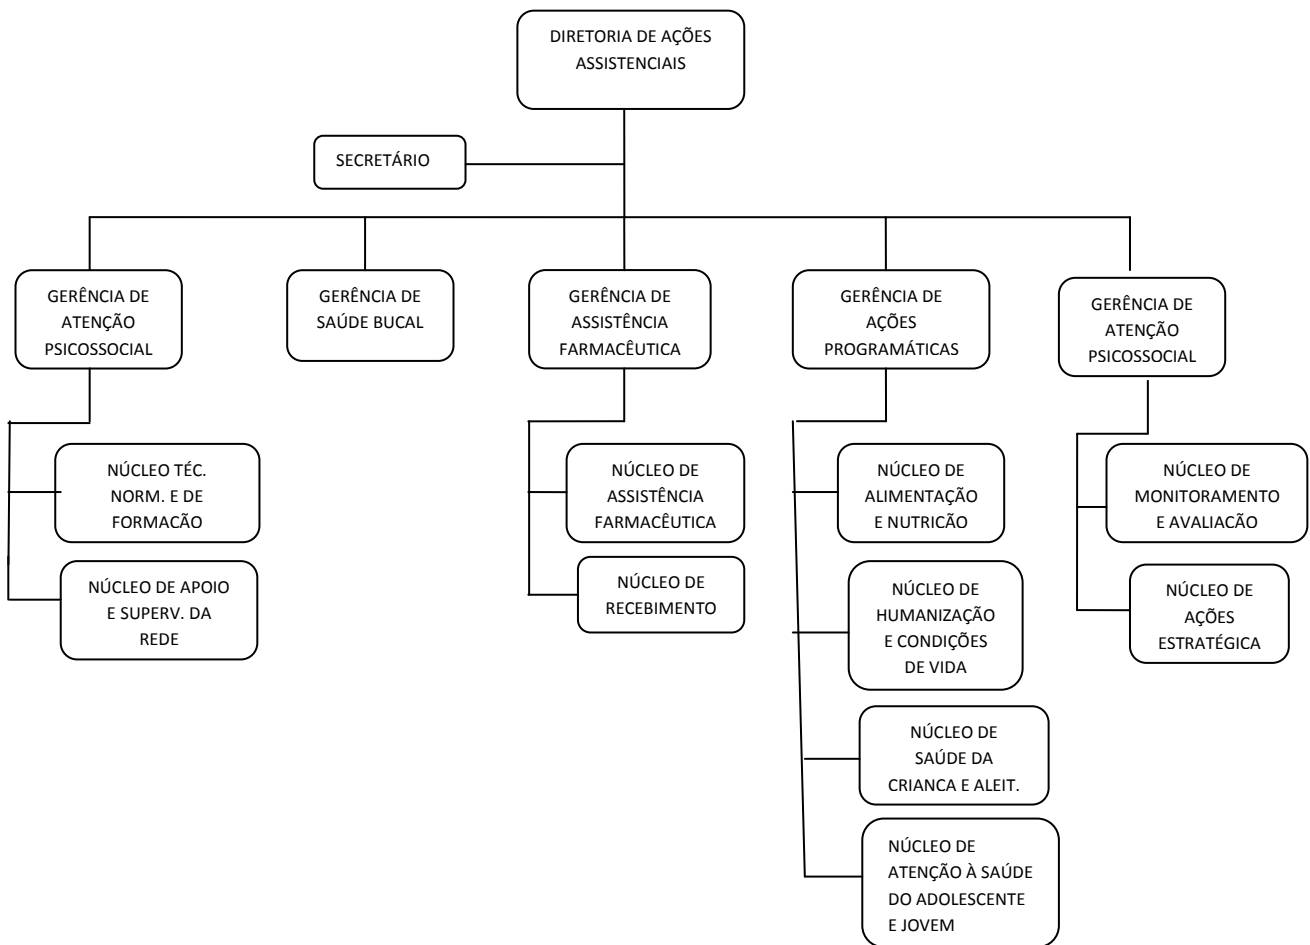 DIRETORIA DE AÇÕES
ASSISTENCIAIS
SECRETÁRIO
GERÊNCIA DE
ATENÇÃO
PSICOSSOCIAL
GERÊNCIA DE
SAÚDE BUCAL
GERÊNCIA DE
ASSISTÊNCIA
FARMACÊUTICA
GERÊNCIA DE
AÇÕES
PROGRAMÁTICAS
GERÊNCIA DE
ATENÇÃO
PSICOSSOCIAL
NÚCLEO TÉC.
NORM. E DE
FORMACÃO
NÚCLEO DE APOIO
E SUPERV. DA
REDE
NÚCLEO DE
ASSISTÊNCIA
FARMACÊUTICA
NÚCLEO DE
RECEBIMENTO
NÚCLEO DE
ALIMENTAÇÃO
E NUTRICÃO
NÚCLEO DE
HUMANIZAÇÃO
E CONDIÇÕES
DE VIDA
NÚCLEO DE
SAÚDE DA
CRIANCA E ALEIT.
NÚCLEO DE
ATENÇÃO À SAÚDE
DO ADOLESCENTE
E JOVEM
NÚCLEO DE
MONITORAMENTO
E AVALIACÃO
NÚCLEO DE
AÇÕES
ESTRATÉGICA